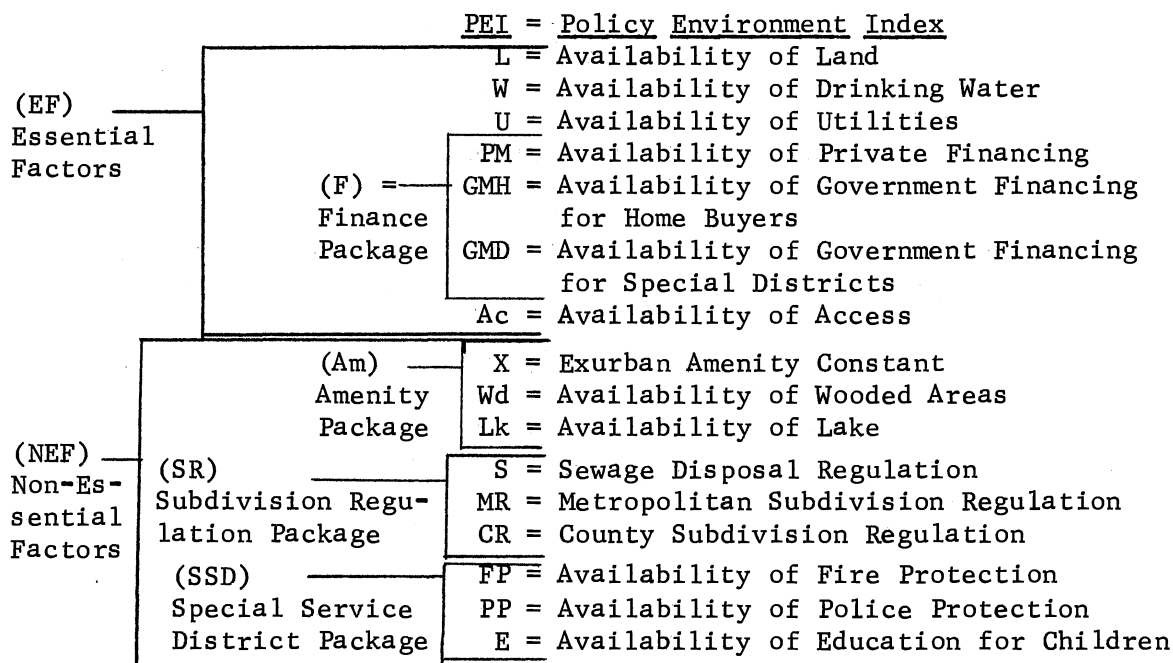 PEI = Policy Environment Index
L = Availability of Land
W = Availability of Drinking Water
(EF)
Essential
Factors
U = Availability of Utilities
PM = Availability of Private Financing
(F) =
Finance
Package
GMH = Availability of Government Financing
for Home Buyers
GMD = Availability of Government Financing
for Special Districts
Ac = Availability of Access
(Am)
Amenity
Package
X = Exurban Amenity Constant
Wd = Availability of Wooded Areas
Lk = Availability of Lake
(NEF)
Non-Es-
sential
Factors
(SR)
Subdivision Regu-
lation Package
S = Sewage Disposal Regulation
MR = Metropolitan Subdivision Regulation
CR = County Subdivision Regulation
(SSD)
Special Service
District Package
FP = Availability of Fire Protection
PP = Availability of Police Protection
E = Availability of Education for Children